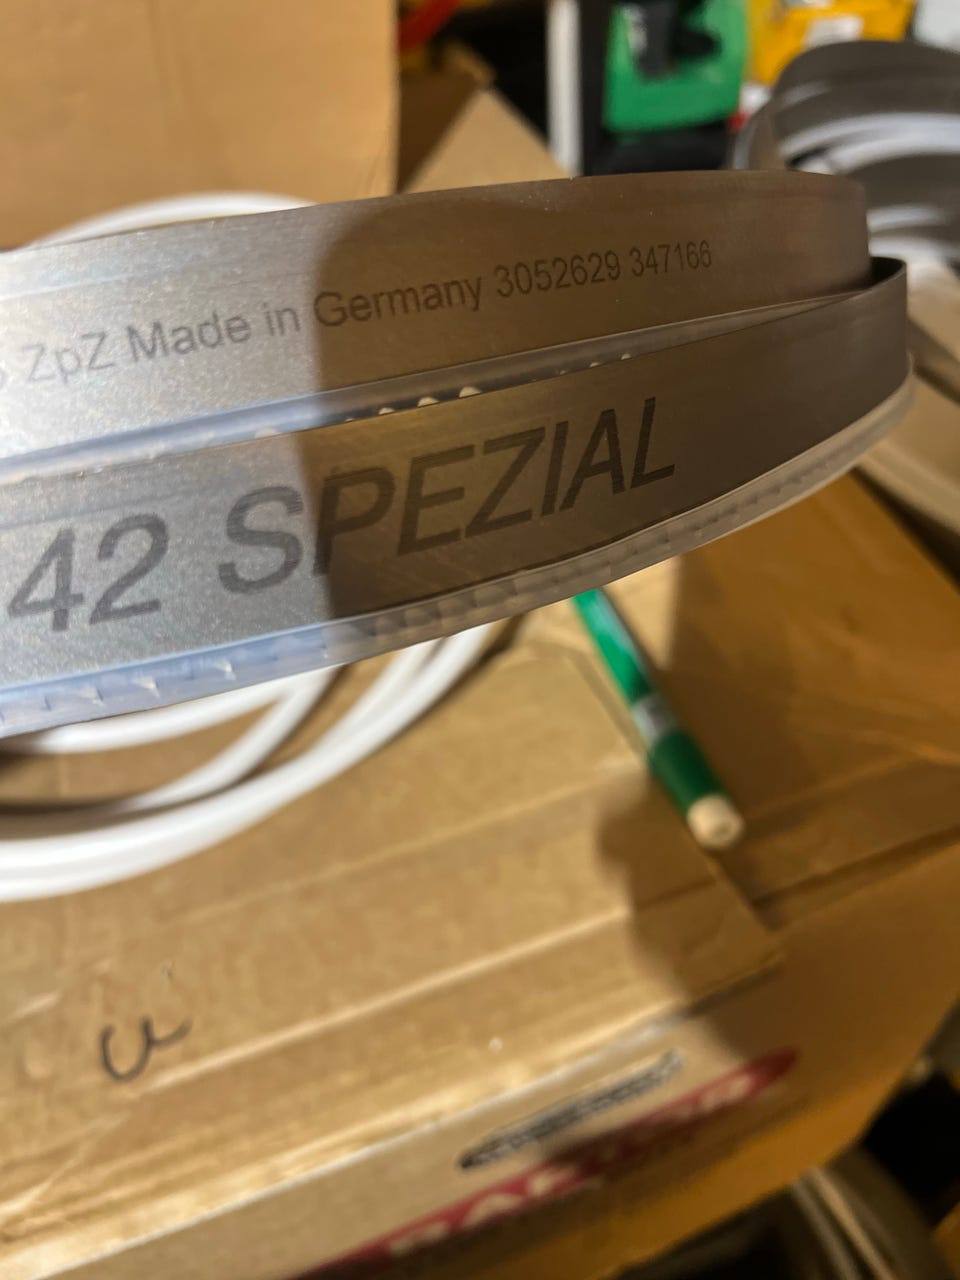 ZpZ Made in Germany 3052629 347166
42 SPEZIAL